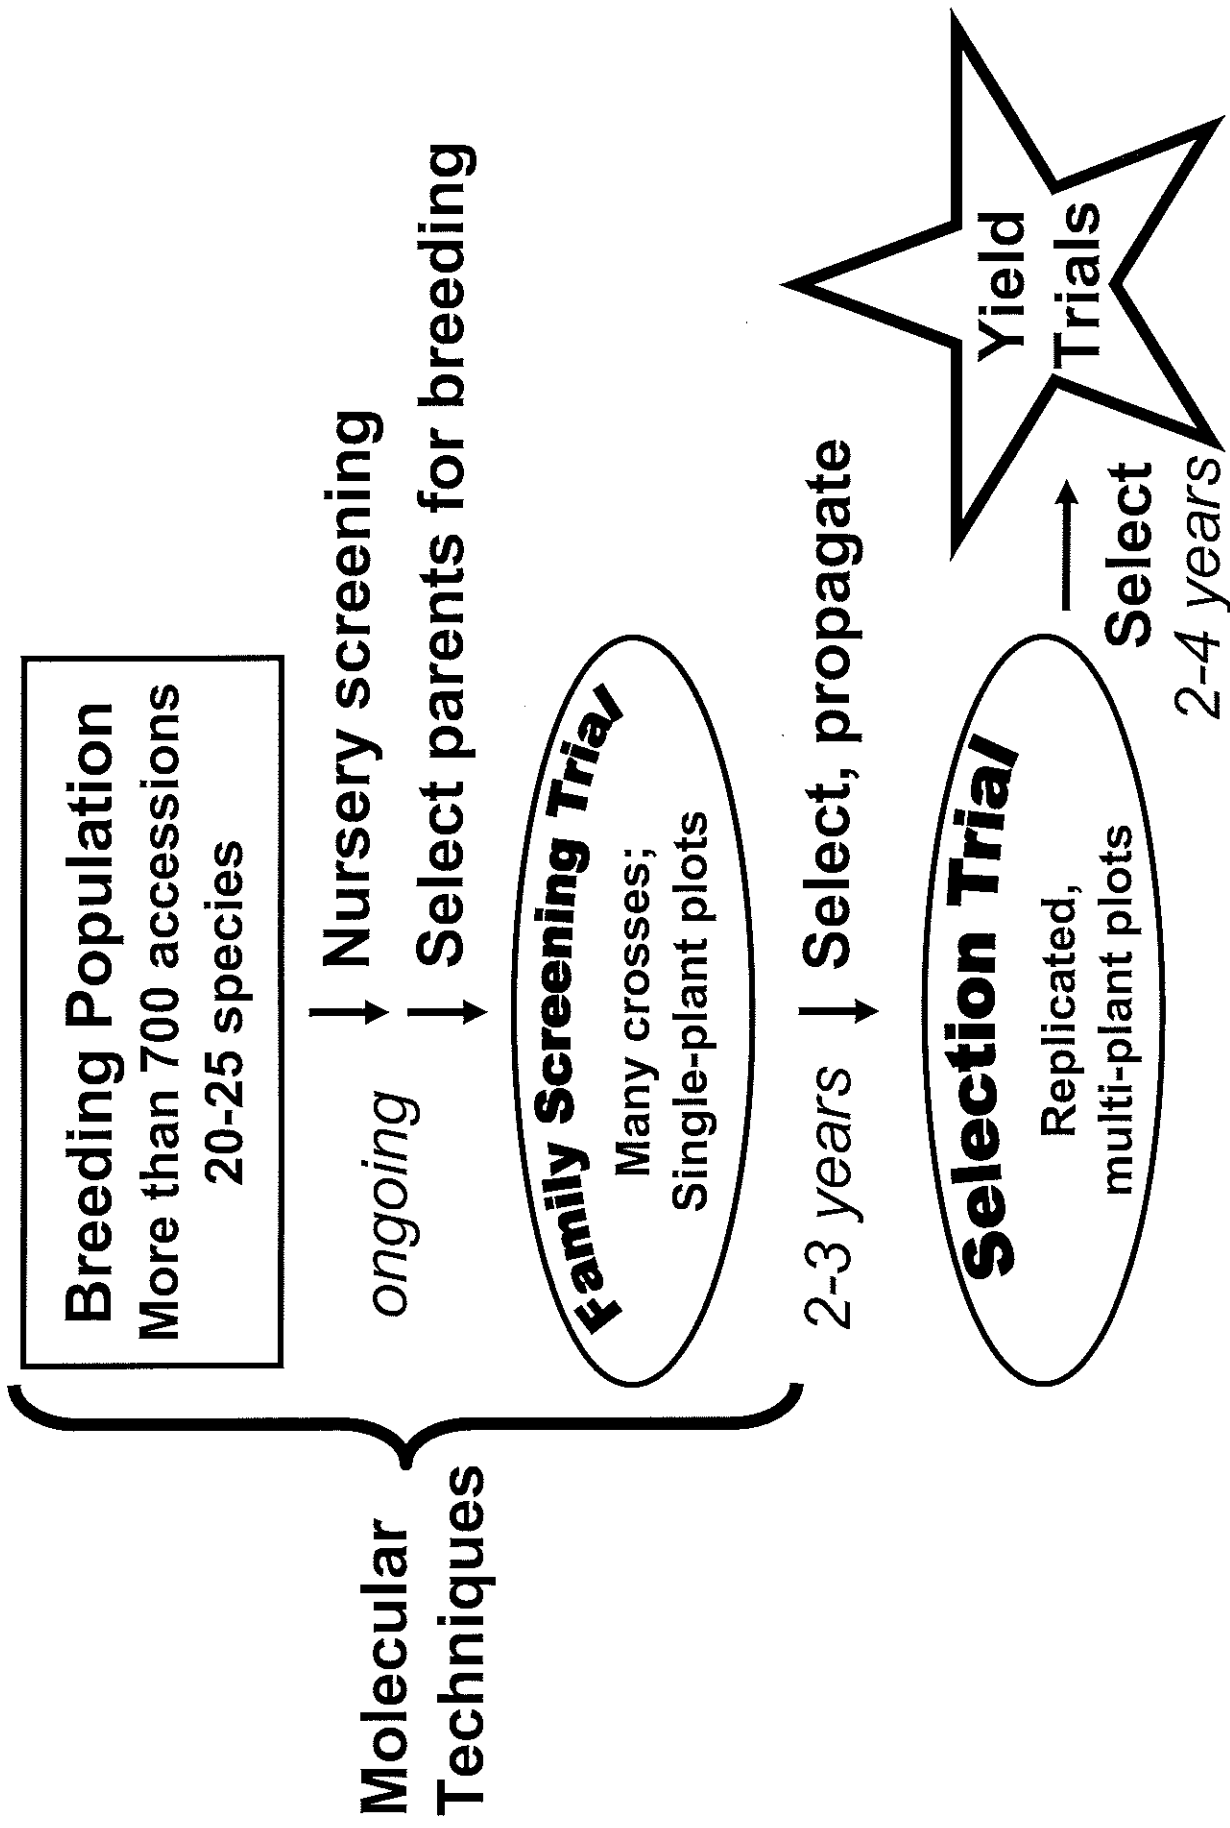 Breeding Population
More than 700 accessions
20-25 species
Molecular
Techniques
ongoing
Nursery screening
Select parents for breeding
Family Screening Trial
Many crosses;
Single-plant plots
2-3 years
Select, propagate
Selection Trial
Replicated,
multi-plant plots
Select
2-4 years
Yield
Trials